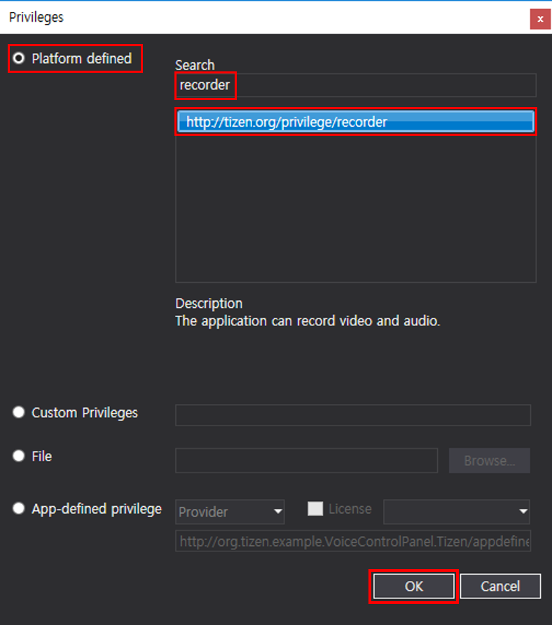 Privileges
x
Platform defined
Search
recorder
http://tizen.org/privilege/recorder
Description
The application can record video and audio.
Custom Privileges
File
Browse...
App-defined privilege
Provider
License
http://org.tizen.example.VoiceControlPanel.Tizen/appdefine
OK
Cancel